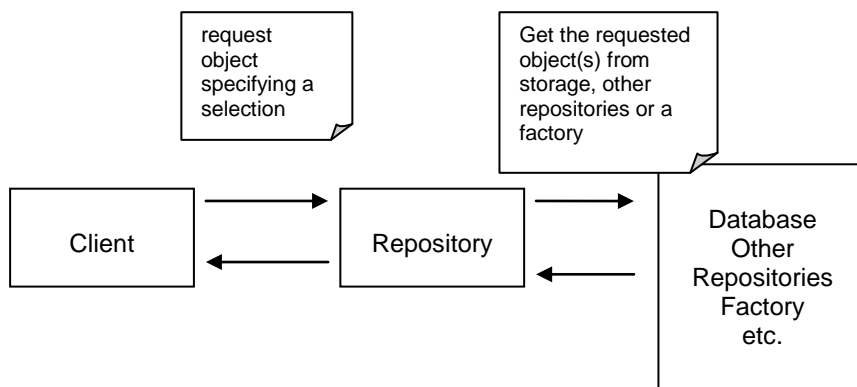 request
object
specifying a
selection
Get the requested
object(s) from
storage, other
repositories or a
factory
Client
Repository
Database
Other
Repositories
Factory
etc.